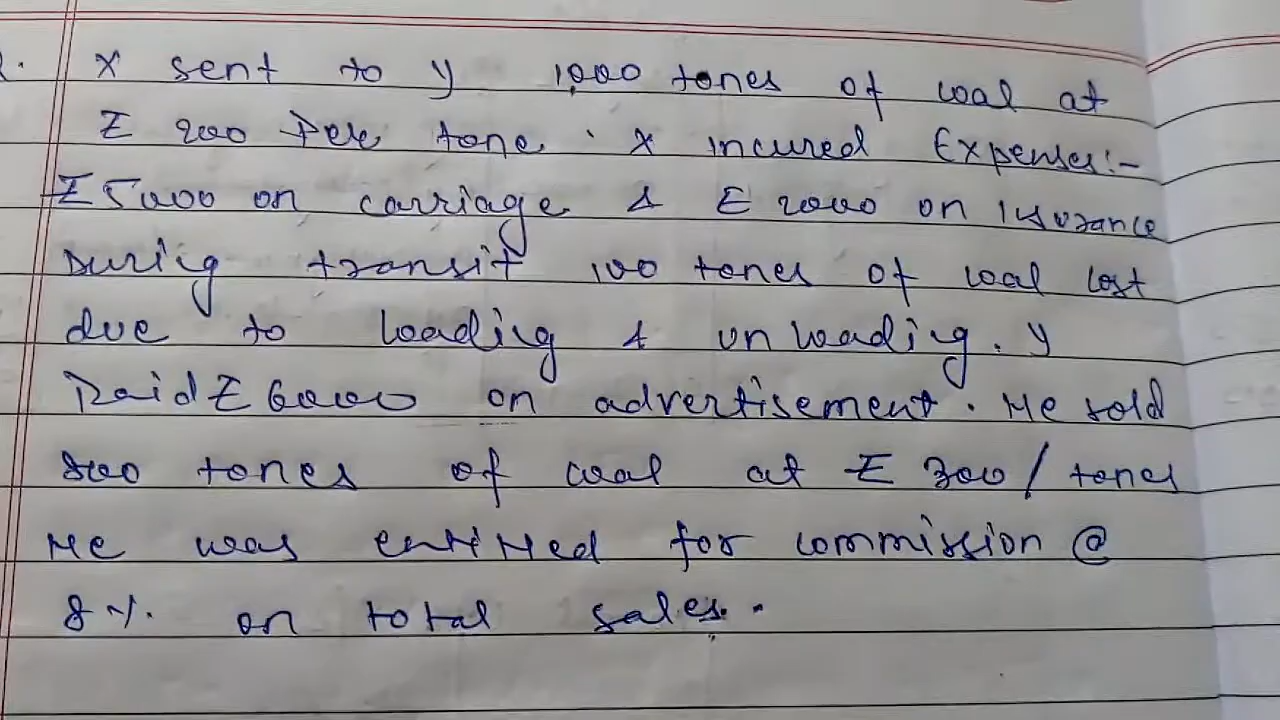 X sent to y 1,000 tones of coal at
₹ 200 Per tone . X incured Expenses:-
₹ 5000 on carriage & ₹ 2000 on Insurance
During transit 100 tones of coal lost
due to loading & unloading. y
Paid ₹ 6000 on advertisement. He sold
800 tones of coal at ₹ 300 / tones
He was entitled for commission @
8 %. on total sales.